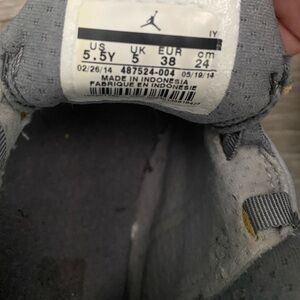 IY
US UK EUR cm
5.5Y 5 38 24
02/26/14 487524-004 05/19/14
MADE IN INDONESIA
FABRIQUE EN INDONESIE